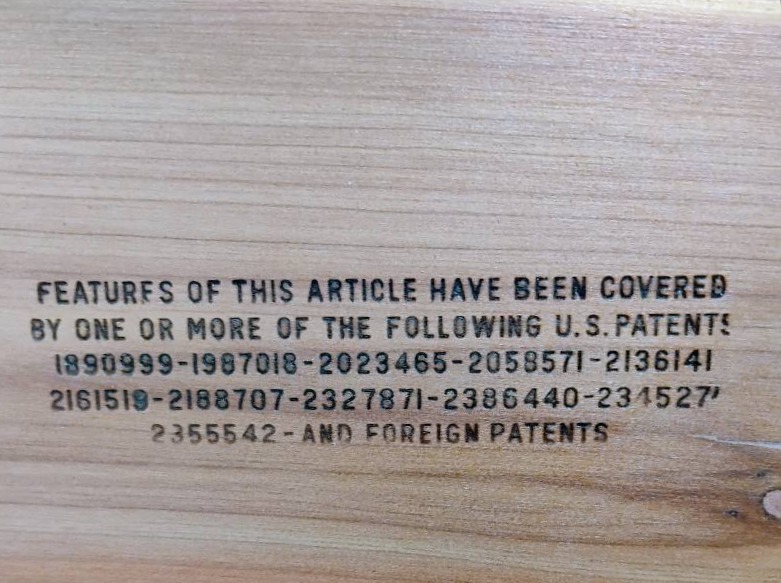 FEATURES OF THIS ARTICLE HAVE BEEN COVERED
BY ONE OR MORE OF THE FOLLOWING U.S. PATENTS
1890999-1987018-2023465-2058571-2136141
2161519-2188707-2327871-2386440-
2355542-AND FOREIGN PATENTS